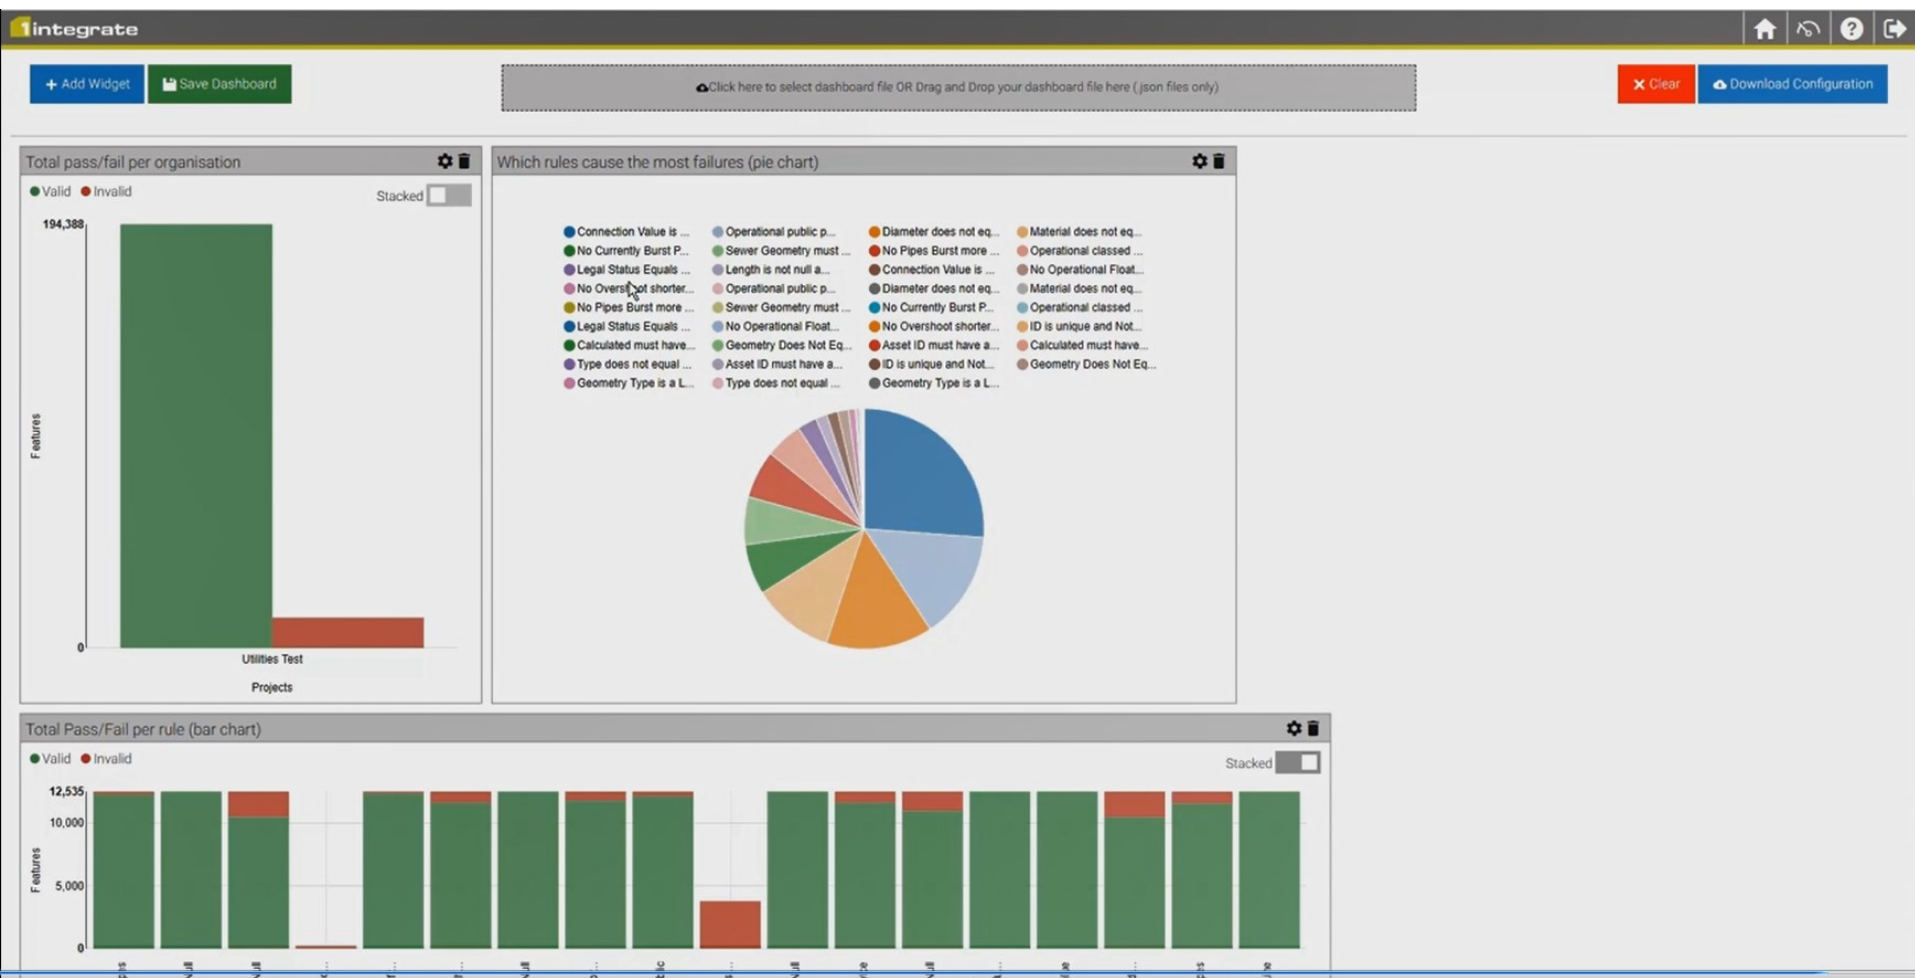 1integrate
+ Add Widget
Save Dashboard
Click here to select dashboard file OR Drag and Drop your dashboard file here (.json files only)
Clear
Download Configuration
Total pass/fail per organisation
Valid Invalid
Stacked
194,388
Features
0
Utilities Test
Projects
Which rules cause the most failures (pie chart)
Connection Value is ... Operational public p... Diameter does not eq... Material does not eq...
No Currently Burst P... Sewer Geometry must ... No Pipes Burst more ... Operational classed ...
Legal Status Equals ... Length is not null a... Connection Value is ... No Operational Float...
No Overshoot shorter... Operational public p... Diameter does not eq... Material does not eq...
No Pipes Burst more ... Sewer Geometry must ... No Currently Burst P... Operational classed ...
Legal Status Equals ... No Operational Float... No Overshoot shorter... ID is unique and Not...
Calculated must have... Geometry Does Not Eq... Asset ID must have a... Calculated must have...
Type does not equal ... Asset ID must have a... ID is unique and Not... Geometry Does Not Eq...
Geometry Type is a L... Type does not equal ... Geometry Type is a L...
Total Pass/Fail per rule (bar chart)
Valid Invalid
Stacked
12,535
10,000
Features
5,000
0